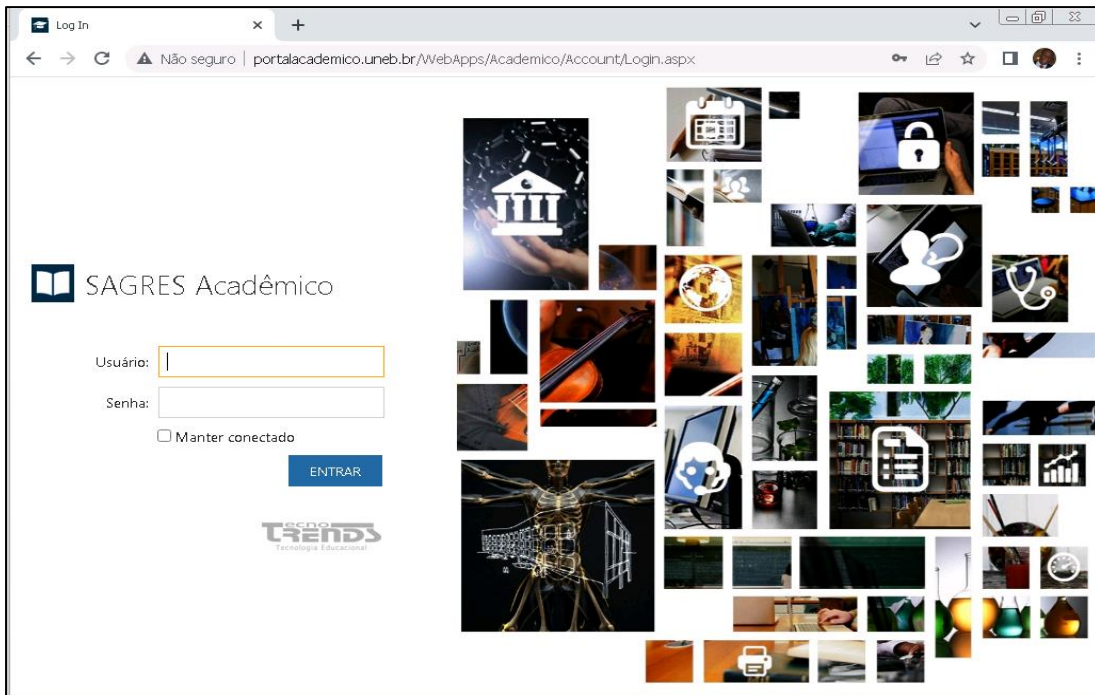 Log In
Não seguro | portalacademico.uneb.br/WebApps/Academico/Account/Login.aspx
SAGRES Acadêmico
Usuário:
Senha:
Manter conectado
ENTRAR
Tecno
TRENDS
Tecnologia Educacional